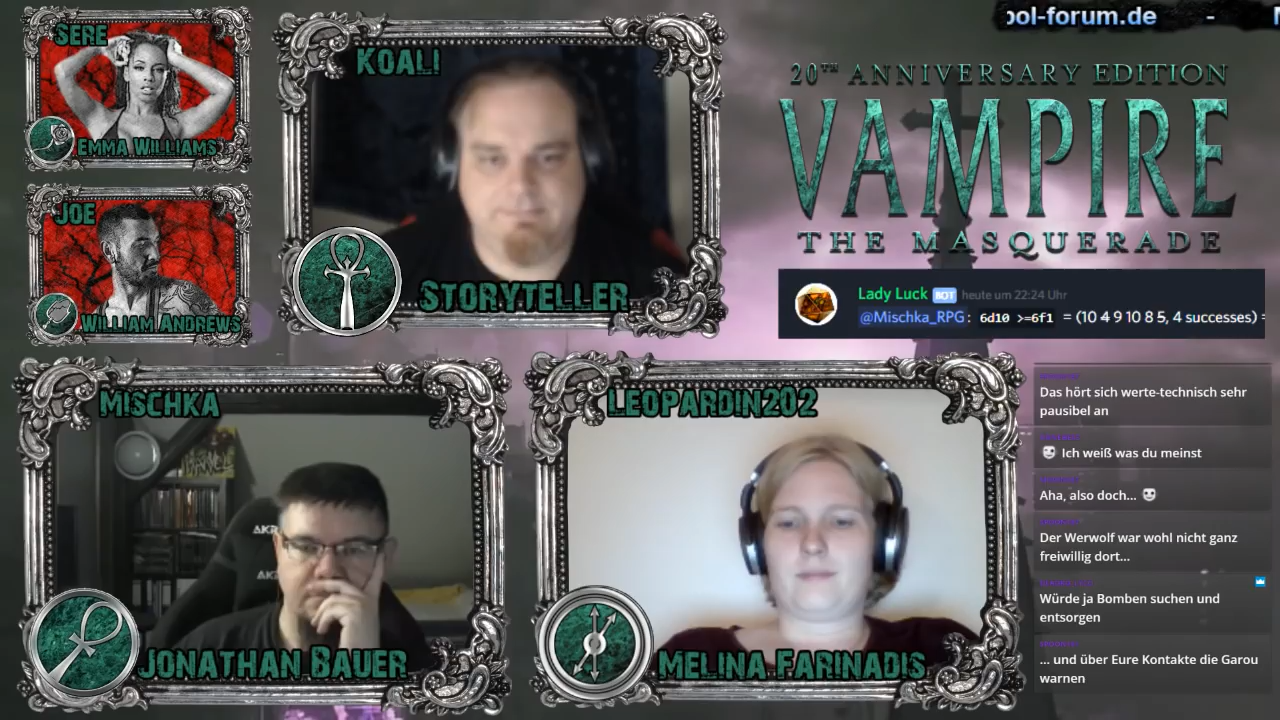 ool-forum.de -
SERE
EMMA WILLIAMS
KOALI
STORYTELLER
20TH ANNIVERSARY EDITION
VAMPIRE
THE MASQUERADE
JOE
WILLIAM ANDREWS
Lady Luck BOT heute um 22:24 Uhr
@Mischka_RPG: 6d10 >=6f1 = (10 4 9 10 8 5, 4 successes) =
MISCHKA
AKR
AK
JONATHAN BAUER
LEOPARDIN202
MELINA FARINADIS
Das hört sich werte-technisch sehr
pausibel an
Ich weiß was du meinst
Aha, also doch...
Der Werwolf war wohl nicht ganz
freiwillig dort...
Würde ja Bomben suchen und
entsorgen
... und über Eure Kontakte die Garou
warnen